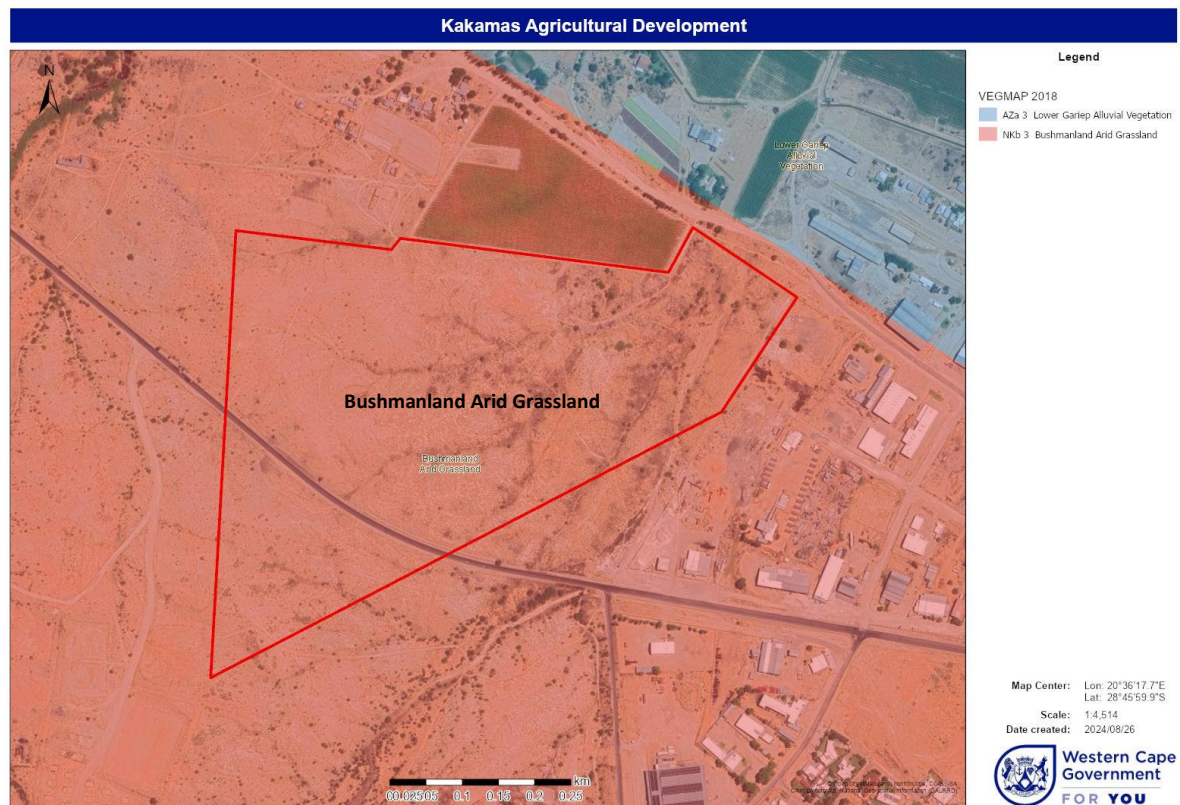 Kakamas Agricultural Development
N
Legend
VEGMAP 2018
AZa 3 Lower Gariep Alluvial Vegetation
NKb 3 Bushmanland Arid Grassland
Lower Gariep
Alluvial
Vegetation
Bushmanland Arid Grassland
Bushmanland
Arid Grassland
km
0.1 0.15 0.2 0.25
Map Center: Lon: 20°36'17.7"E
Lat: 28°45'59.9"S
Scale: 1:4,514
Date created: 2024/08/26
Western Cape
Government
FOR YOU